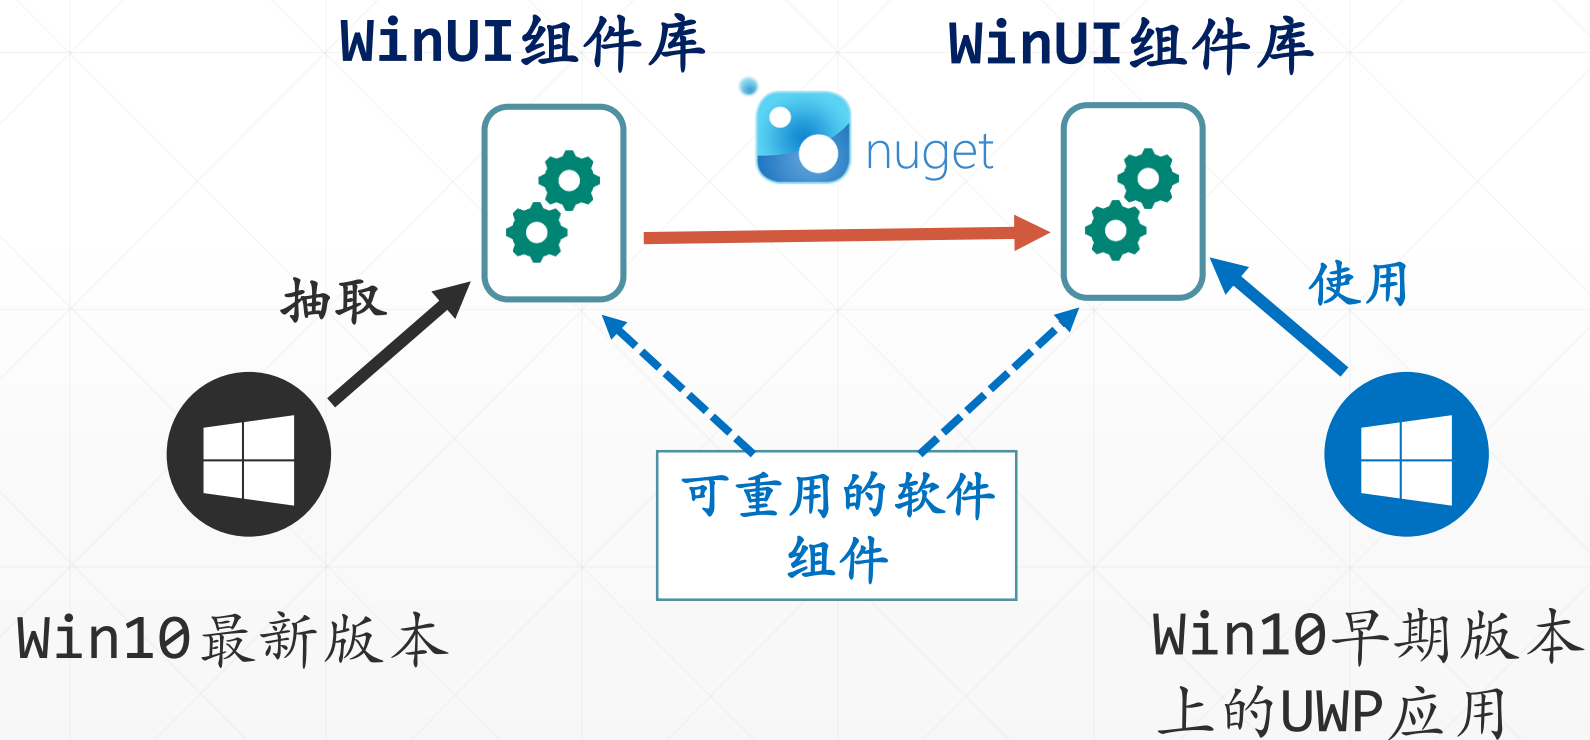 WinUI组件库
WinUI组件库
nuget
抽取
使用
可重用的软件
组件
Win10最新版本
Win10早期版本
上的UWP应用